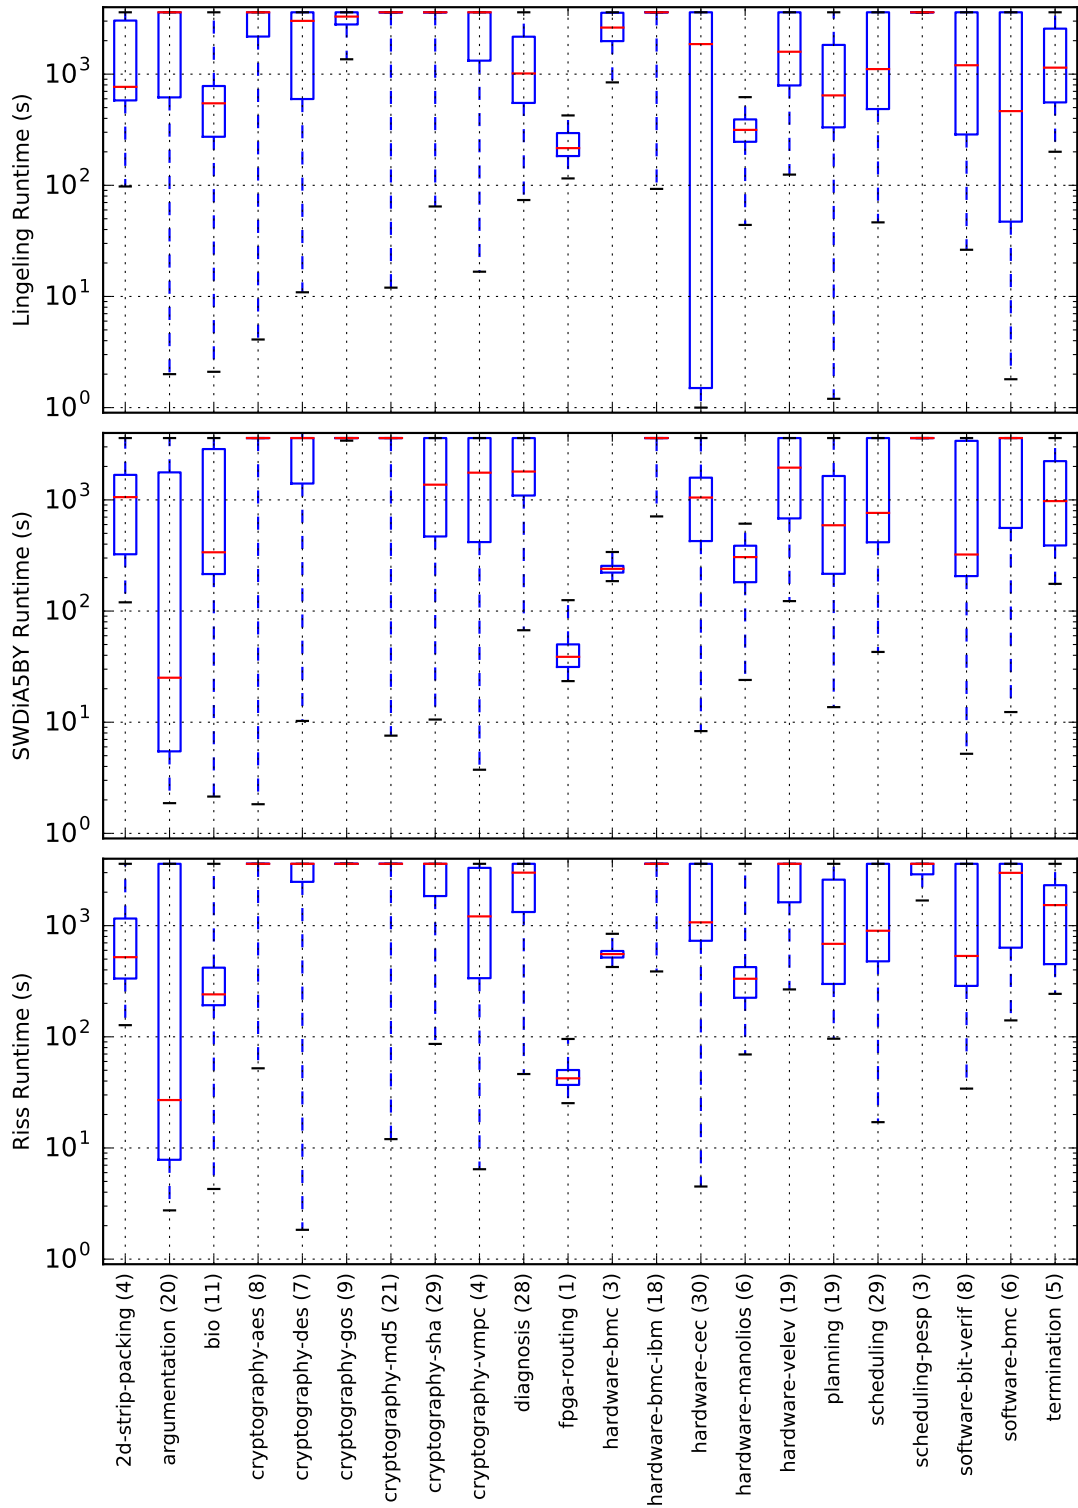 Lingeling Runtime (s)
10^3
10^2
10^1
10^0
SWDiA5BY Runtime (s)
10^3
10^2
10^1
10^0
Riss Runtime (s)
10^3
10^2
10^1
10^0
2d-strip-packing (4)
argumentation (20)
bio (11)
cryptography-aes (8)
cryptography-des (7)
cryptography-gos (9)
cryptography-md5 (21)
cryptography-sha (29)
cryptography-vmpc (4)
diagnosis (28)
fpga-routing (1)
hardware-bmc (3)
hardware-bmc-ibm (18)
hardware-cec (30)
hardware-manolios (6)
hardware-velev (19)
planning (19)
scheduling (29)
scheduling-pesp (3)
software-bit-verif (8)
software-bmc (6)
termination (5)